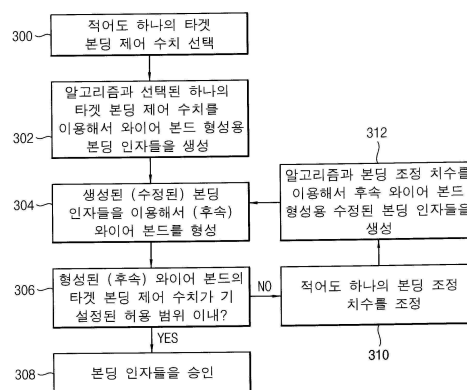 300
적어도 하나의 타겟
본딩 제어 수치 선택
302
알고리즘과 선택된 하나의
타겟 본딩 제어 수치를
이용해서 와이어 본드 형성용
본딩 인자들을 생성
304
생성된 (수정된) 본딩
인자들을 이용해서 (후속)
와이어 본드를 형성
306
형성된 (후속) 와이어 본드의
타겟 본딩 제어 수치가 기
설정된 허용 범위 이내?
NO
YES
308
본딩 인자들을 승인
312
알고리즘과 본딩 조정 치수를
이용해서 후속 와이어 본드
형성용 수정된 본딩 인자들을
생성
적어도 하나의 본딩 조정
치수를 조정
310